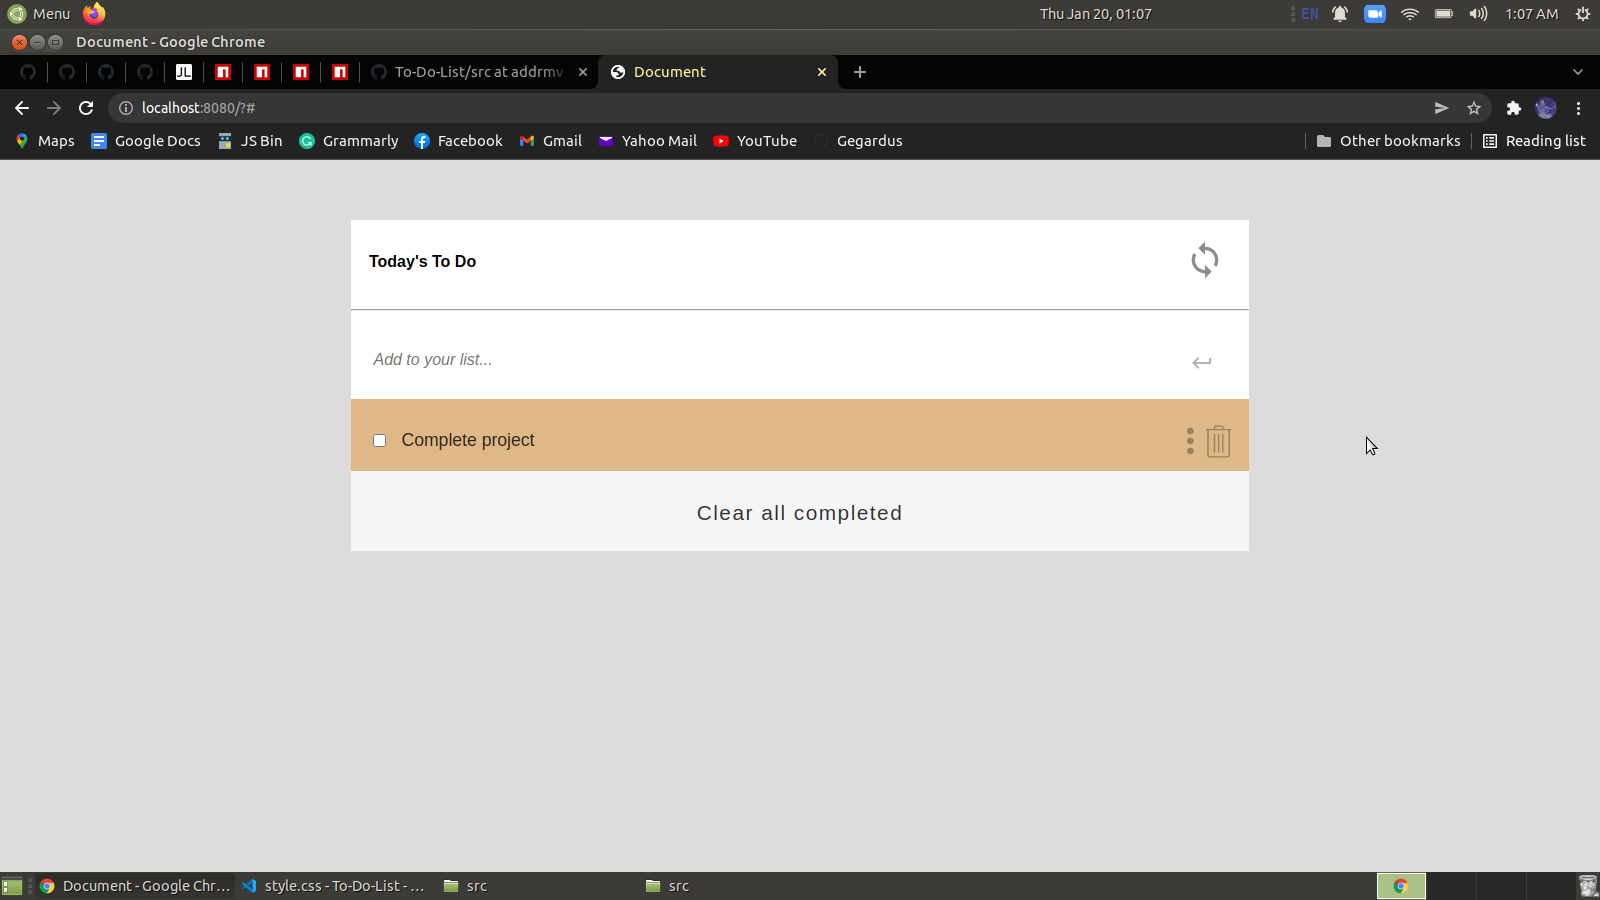 Menu
Thu Jan 20, 01:07
EN
1:07 AM
Document - Google Chrome
JL
To-Do-List/src at addrmv
Document
localhost:8080/?#
Maps
Google Docs
JS Bin
Grammarly
Facebook
Gmail
Yahoo Mail
YouTube
Gegardus
Other bookmarks
Reading list
Today's To Do
Add to your list...
Complete project
Clear all completed
Document - Google Chr...
style.css - To-Do-List - ...
src
src